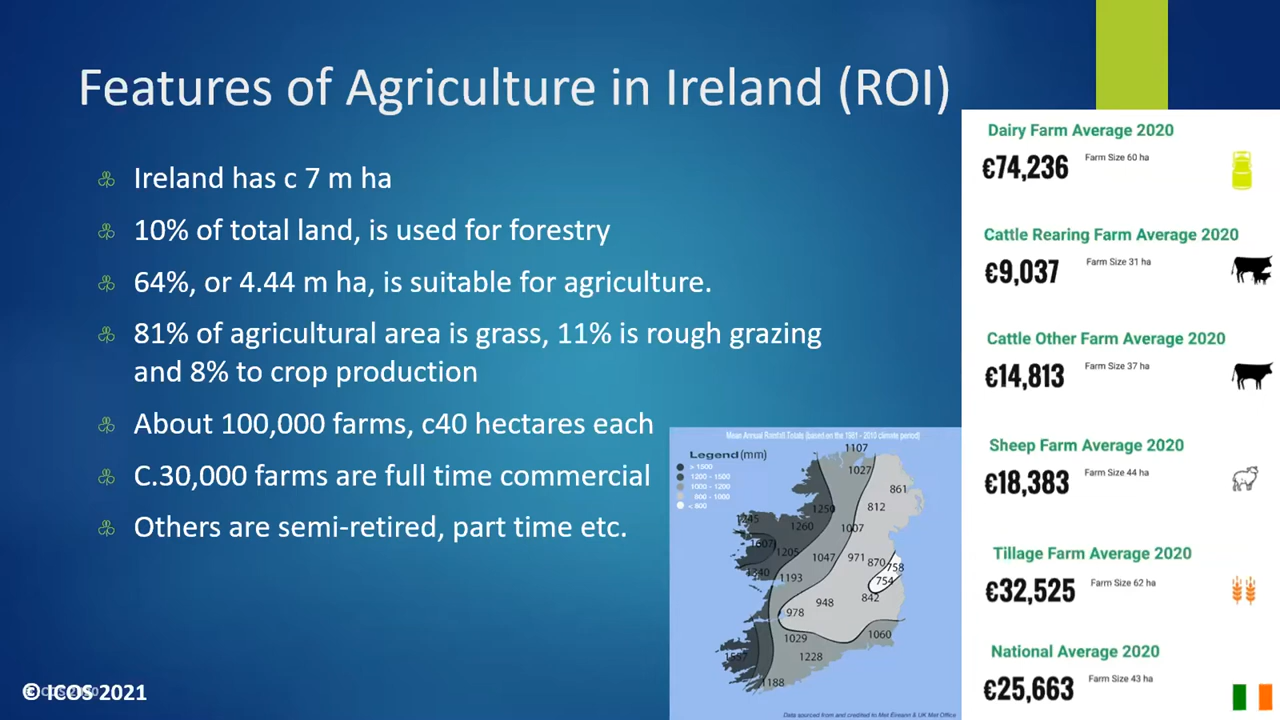 Features of Agriculture in Ireland (ROI)
Ireland has c 7 m ha
10% of total land, is used for forestry
64%, or 4.44 m ha, is suitable for agriculture.
81% of agricultural area is grass, 11% is rough grazing
and 8% to crop production
About 100,000 farms, c40 hectares each
C.30,000 farms are full time commercial
Others are semi-retired, part time etc.
© ICOS 2021
Mean Annual Rainfall Totals (based on the 1981 - 2010 climate period)
Legend (mm)
> 1500
1200 - 1500
1000 - 1200
800 - 1000
< 800
1107
1027
861
1250
812
1245
1260
1007
1205
1047
971
870
758
1340
1193
754
842
948
978
1029
1060
1228
1188
Data sourced from and credited to Met Éireann & UK Met Office
Dairy Farm Average 2020
€74,236
Farm Size 60 ha
Cattle Rearing Farm Average 2020
€9,037
Farm Size 31 ha
Cattle Other Farm Average 2020
€14,813
Farm Size 37 ha
Sheep Farm Average 2020
€18,383
Farm Size 44 ha
Tillage Farm Average 2020
€32,525
Farm Size 62 ha
National Average 2020
€25,663
Farm Size 43 ha